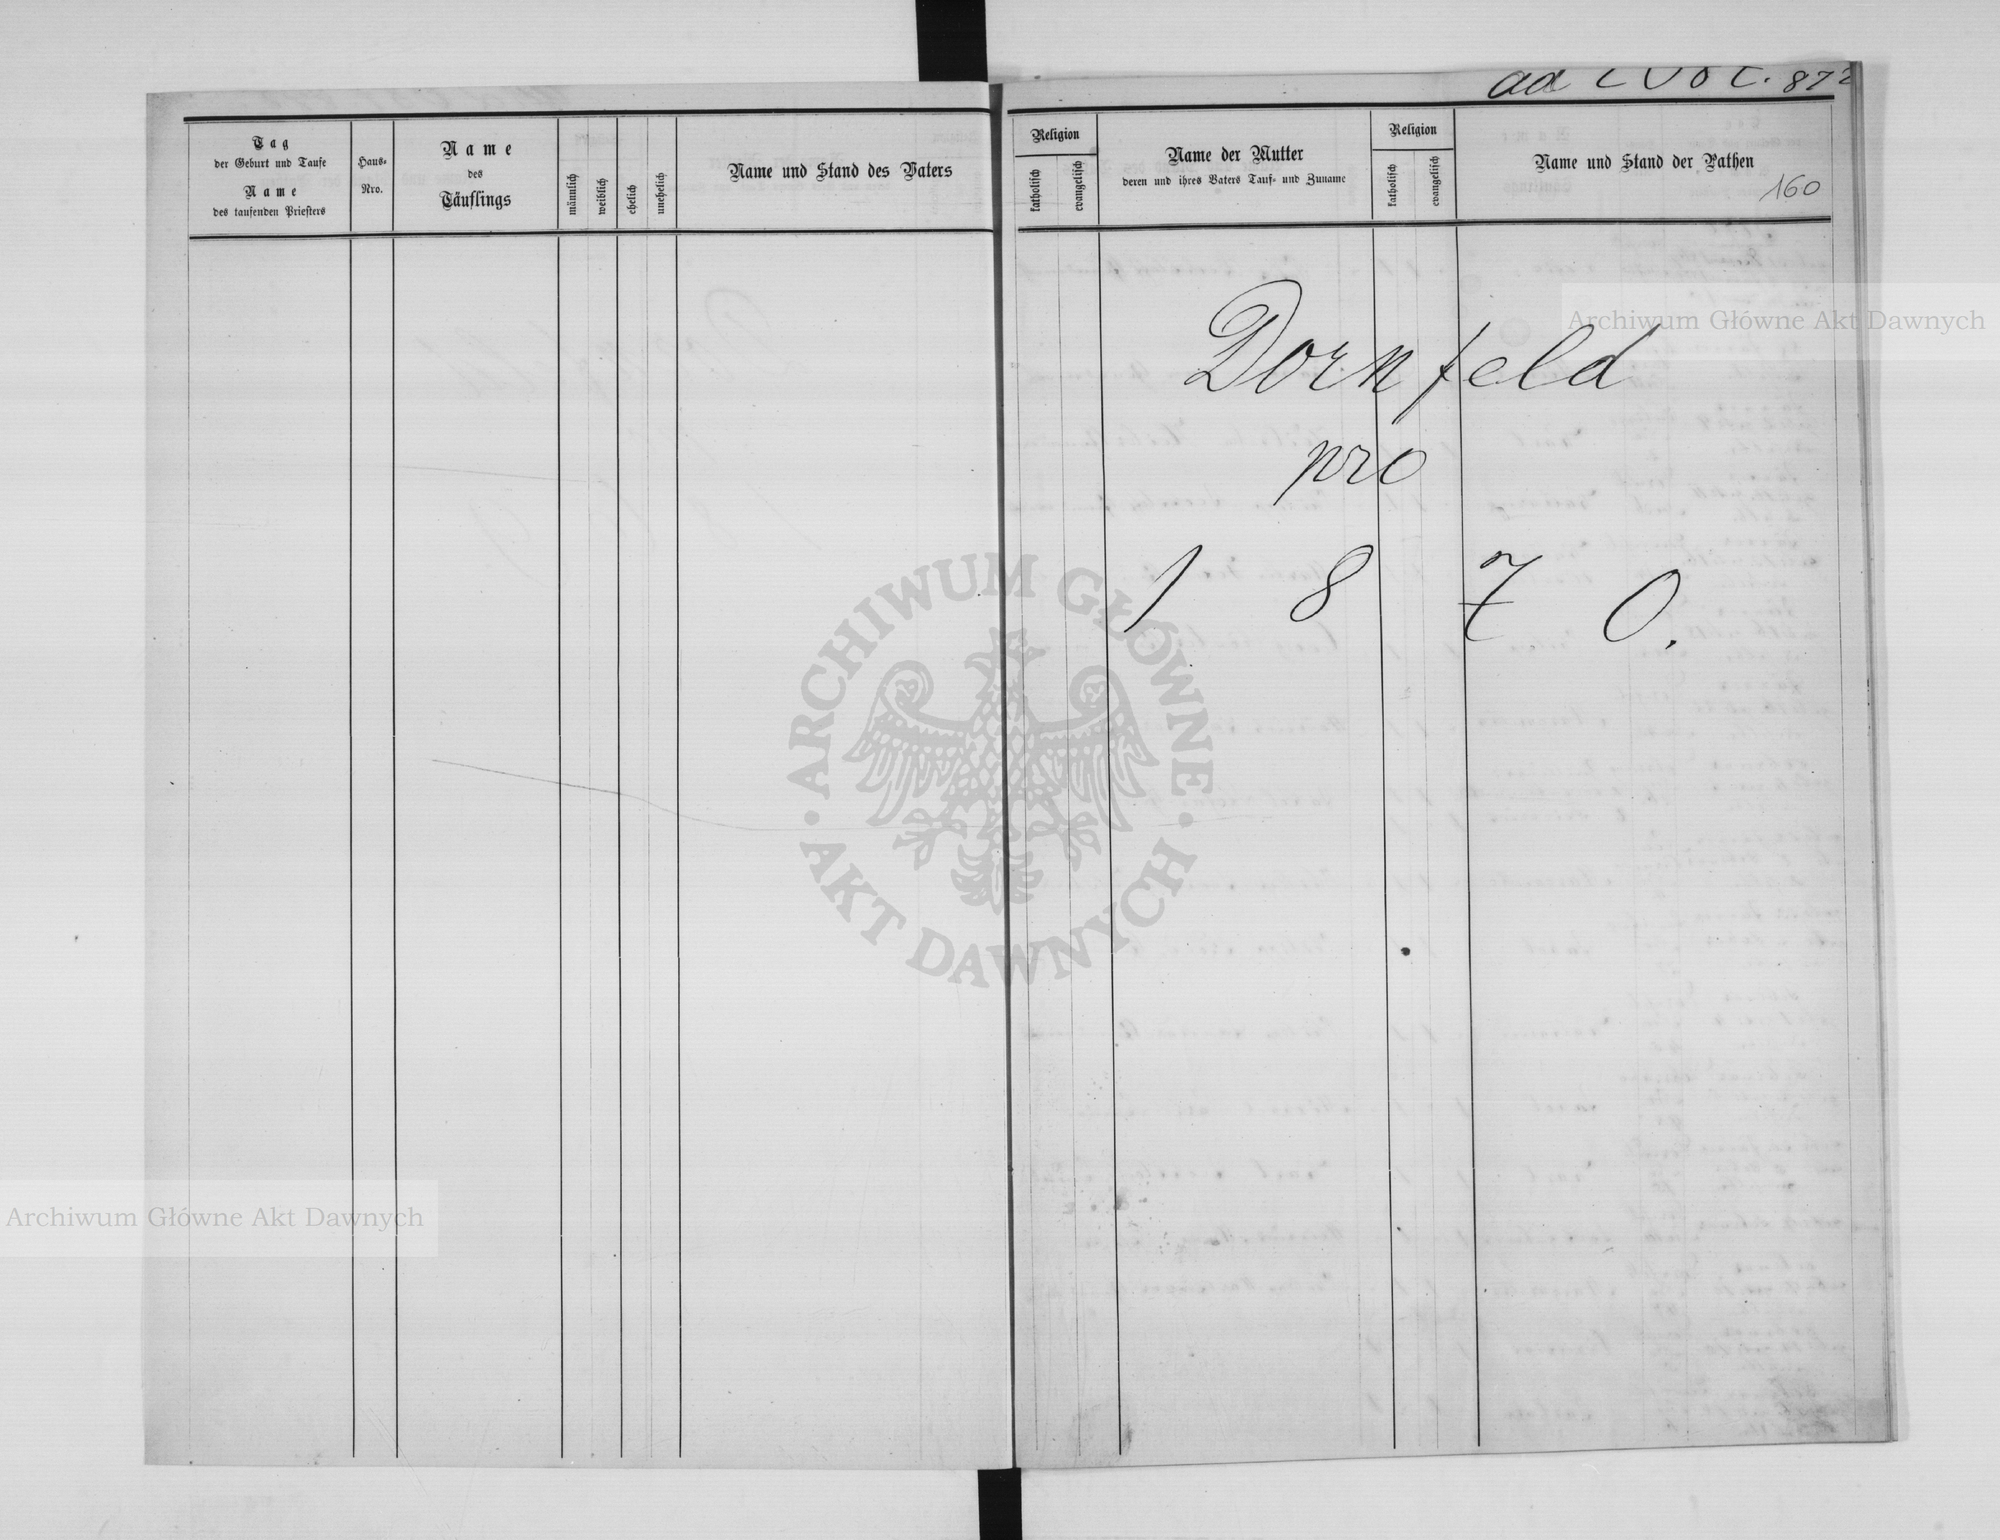 Tag
der Geburt und Taufe
Name
des taufenden Priesters
Haus-
Nro.
Name
des
Täuflings
männlich
weiblich
ehelich
unehelich
Name und Stand des Vaters
ad
872
Religion
katholisch
evangelisch
Name der Mutter
deren und ihres Vaters Tauf- und Zuname
Religion
katholisch
evangelisch
Name und Stand der Pathen
160
Dornfeld
pro
1870.
Archiwum Główne Akt Dawnych
ARCHIWUM GŁÓWNE · AKT DAWNYCH ·
Archiwum Główne Akt Dawnych